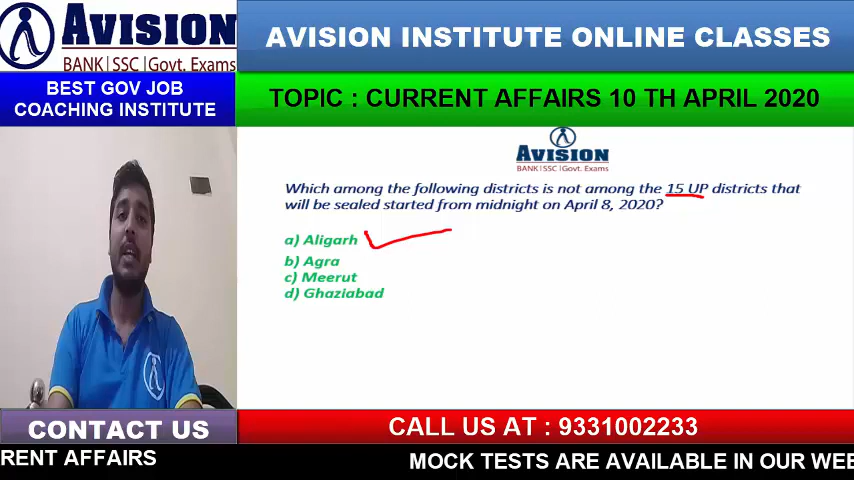 AVISION
BANK|SSC|Govt. Exams
AVISION INSTITUTE ONLINE CLASSES
BEST GOV JOB
COACHING INSTITUTE
TOPIC : CURRENT AFFAIRS 10 TH APRIL 2020
AVISION
BANK|SSC|Govt. Exams
Which among the following districts is not among the 15 UP districts that
will be sealed started from midnight on April 8, 2020?
a) Aligarh
b) Agra
c) Meerut
d) Ghaziabad
CONTACT US
CALL US AT : 9331002233
RENT AFFAIRS
MOCK TESTS ARE AVAILABLE IN OUR WEB